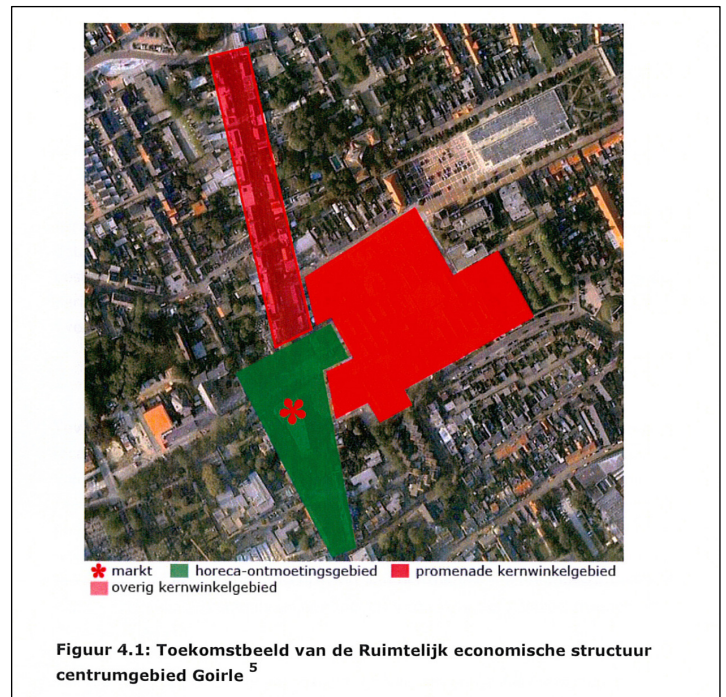 markt horeca-ontmoetingsgebied promenade kernwinkelgebied
overig kernwinkelgebied
Figuur 4.1: Toekomstbeeld van de Ruimtelijk economische structuur
centrumgebied Goirle 5